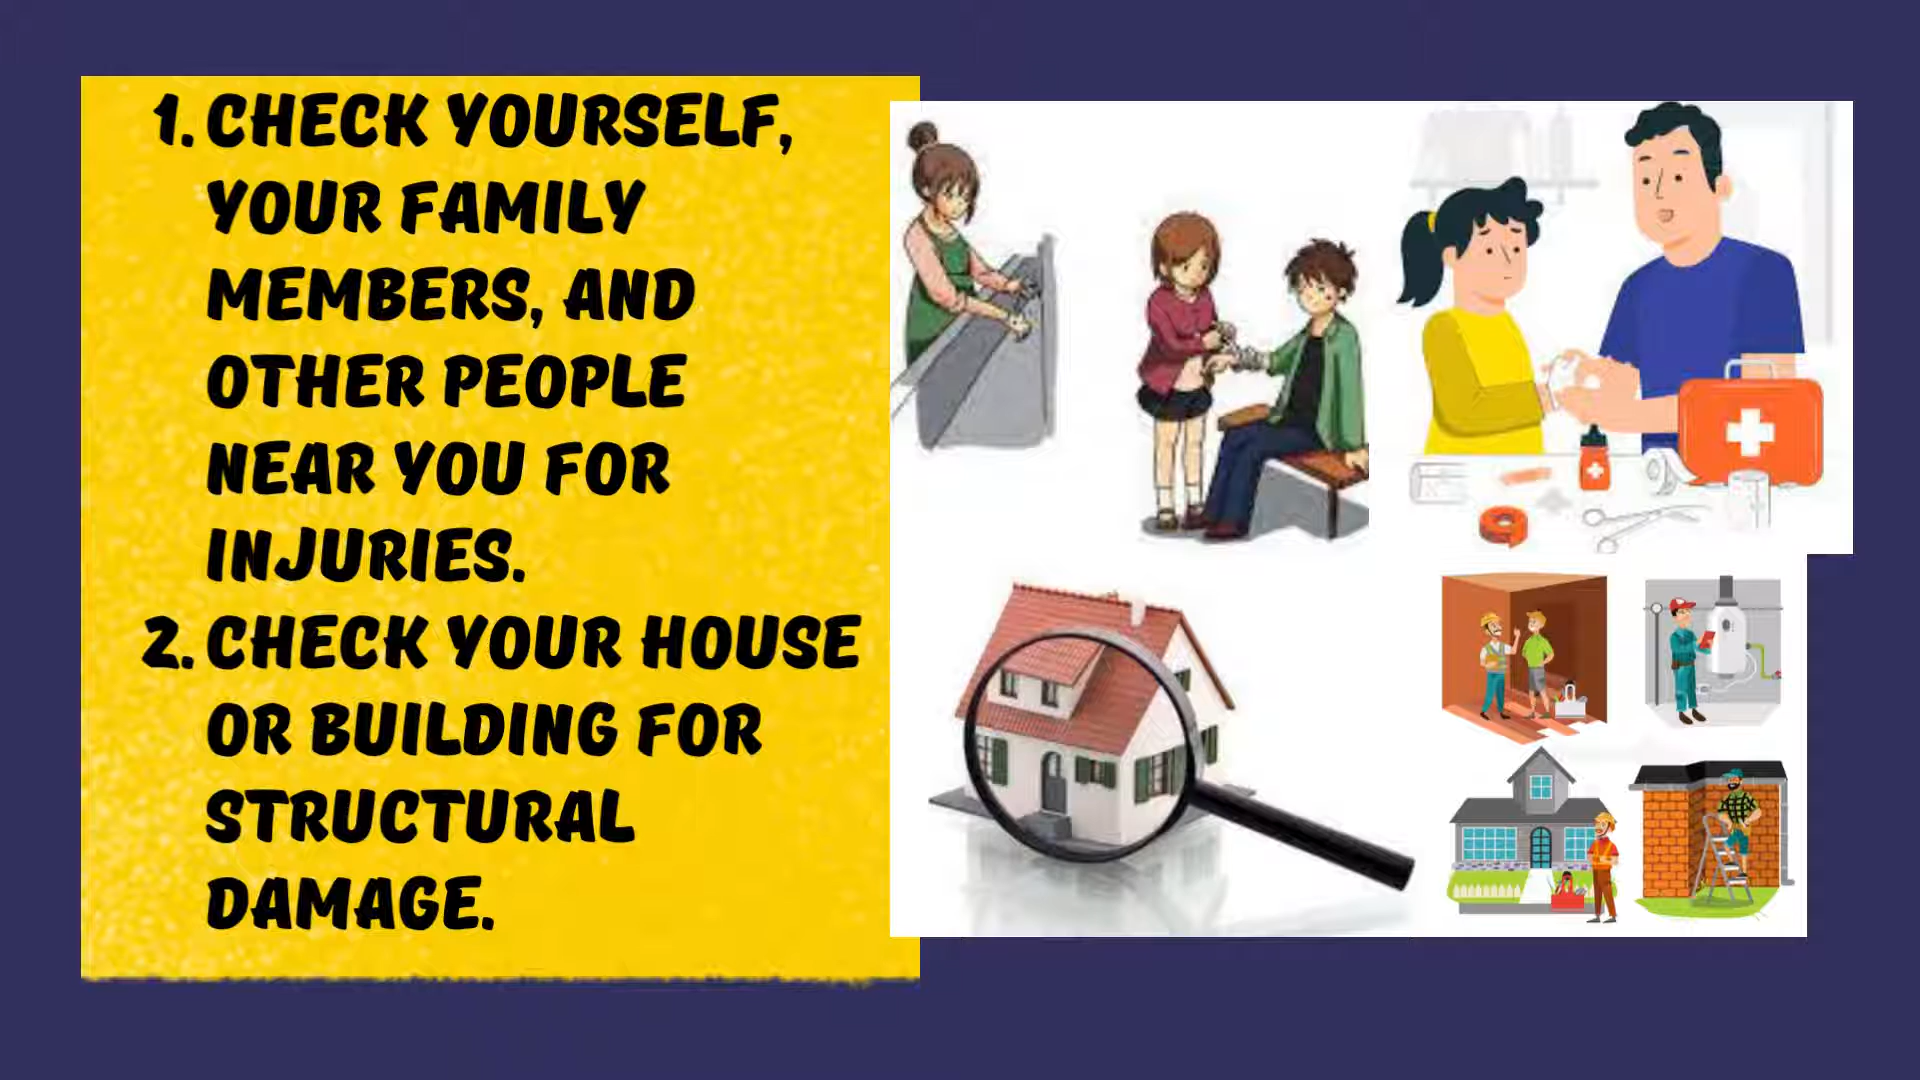 1. CHECK YOURSELF,
YOUR FAMILY
MEMBERS, AND
OTHER PEOPLE
NEAR YOU FOR
INJURIES.
2. CHECK YOUR HOUSE
OR BUILDING FOR
STRUCTURAL
DAMAGE.